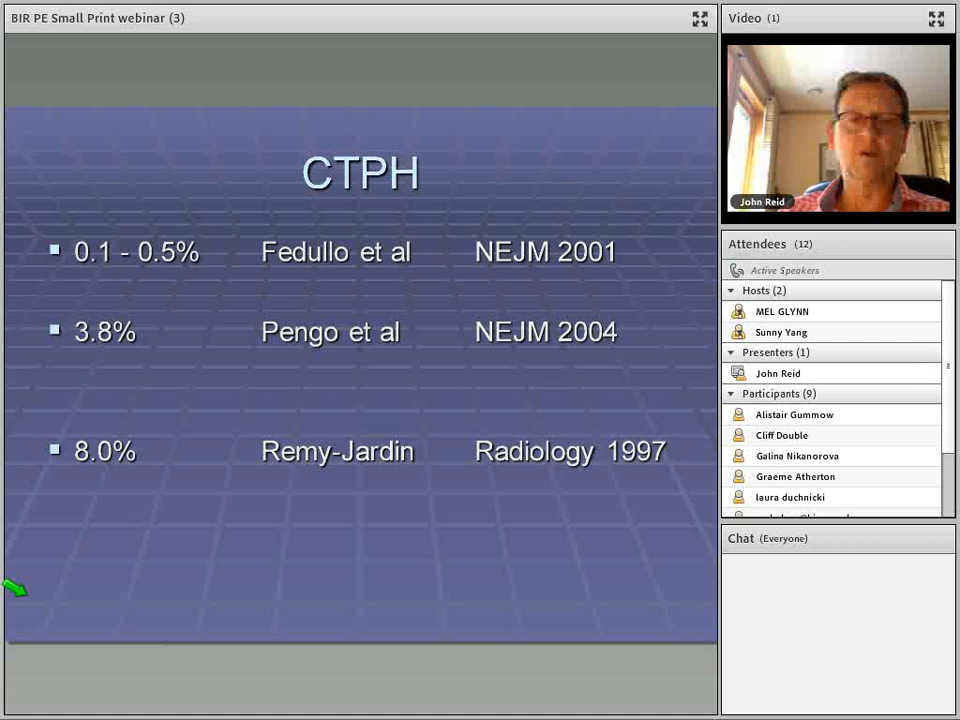 BIR PE Small Print webinar (3)
CTPH
0.1 - 0.5% Fedullo et al NEJM 2001
3.8% Pengo et al NEJM 2004
8.0% Remy-Jardin Radiology 1997
Video (1)
John Reid
Attendees (12)
Active Speakers
Hosts (2)
MEL GLYNN
Sunny Yang
Presenters (1)
John Reid
Participants (9)
Alistair Gummow
Cliff Double
Galina Nikanorova
Graeme Atherton
laura duchnicki
Chat (Everyone)